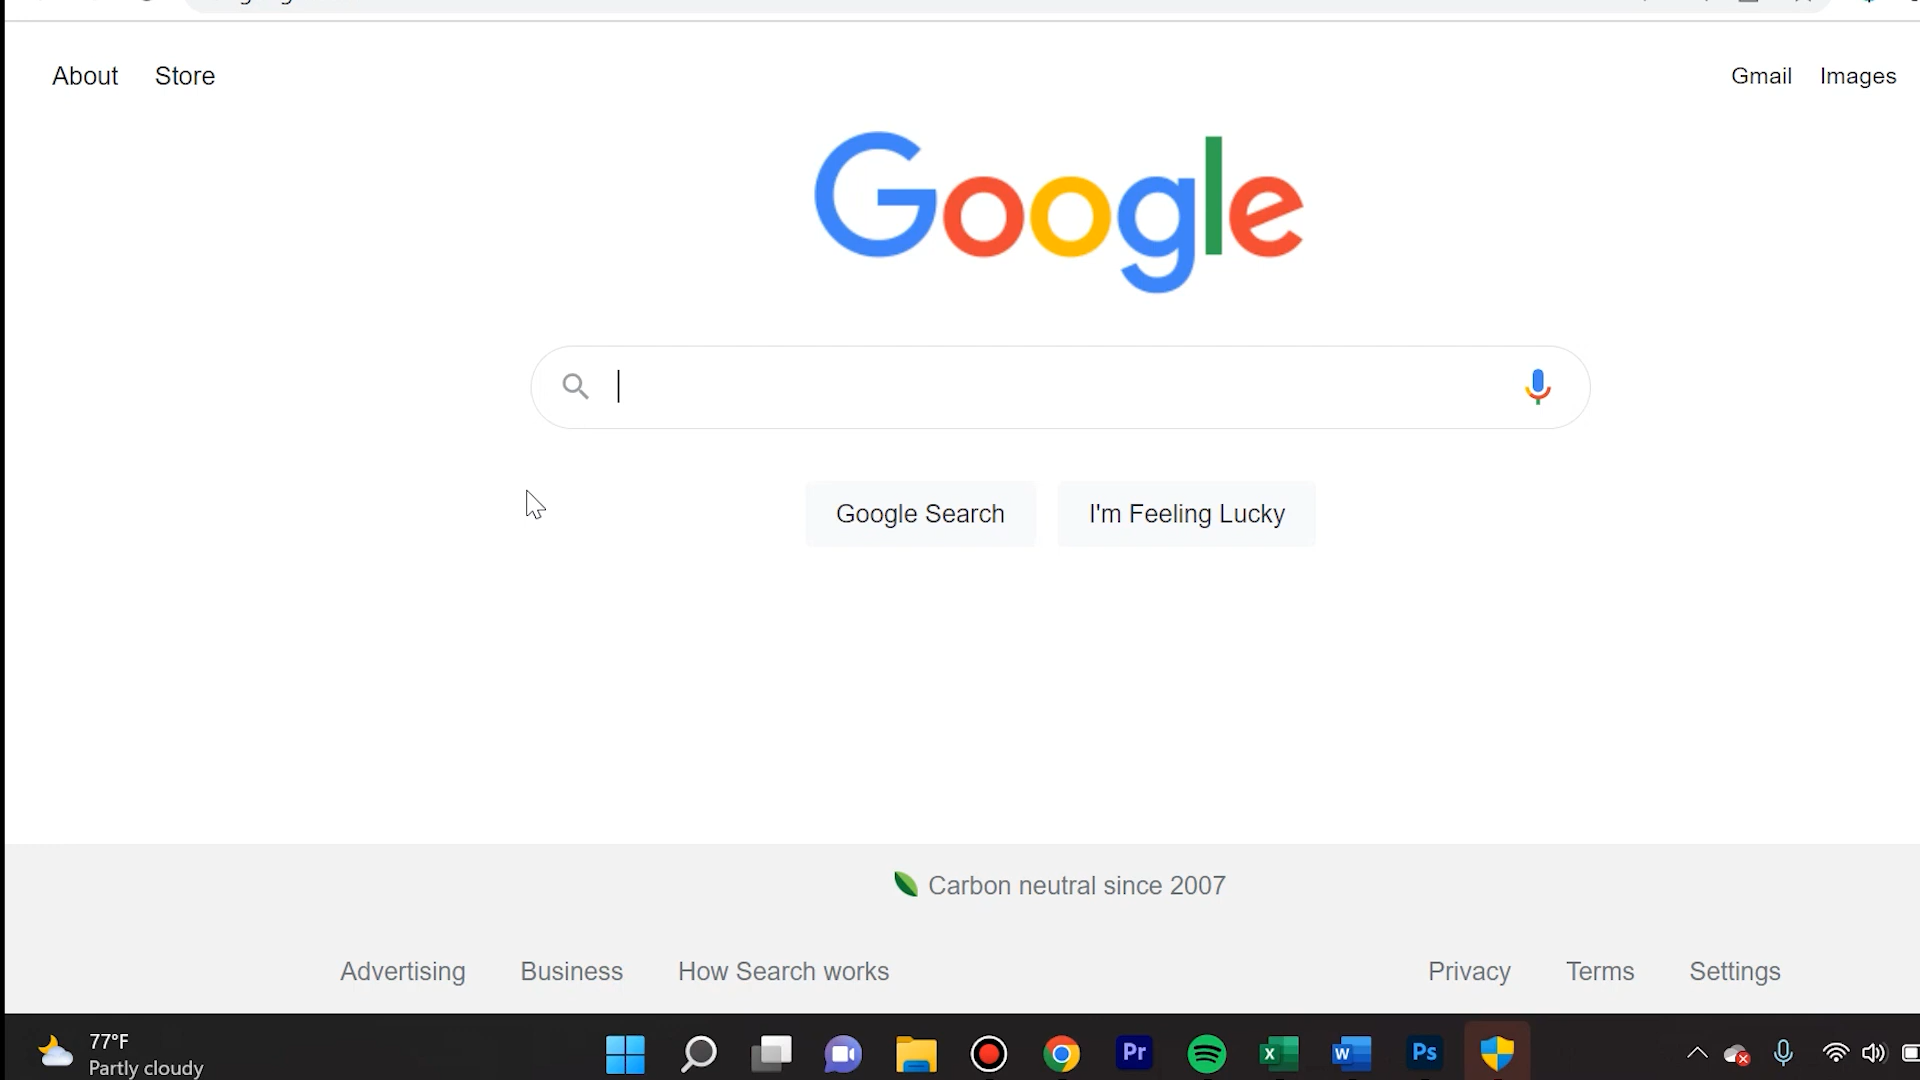 About Store
Gmail Images
Google
Google Search
I'm Feeling Lucky
Carbon neutral since 2007
Advertising Business How Search works
Privacy Terms Settings
77°F
Partly cloudy
Pr
X
W
Ps